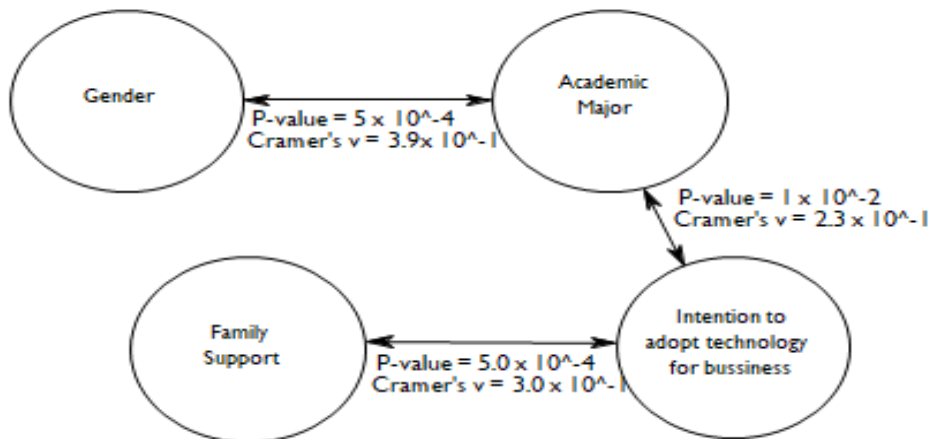 Gender
Academic
Major
P-value = 5 x 10^-4
Cramer's v = 3.9x 10^-1
P-value = 1 x 10^-2
Cramer's v = 2.3 x 10^-1
Family
Support
Intention to
adopt technology
for bussiness
P-value = 5.0 x 10^-4
Cramer's v = 3.0 x 10^-1